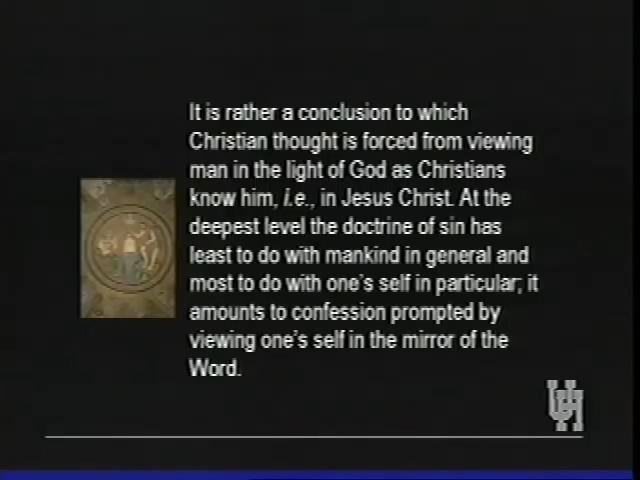 It is rather a conclusion to which
Christian thought is forced from viewing
man in the light of God as Christians
know him, i.e., in Jesus Christ. At the
deepest level the doctrine of sin has
least to do with mankind in general and
most to do with one's self in particular; it
amounts to confession prompted by
viewing one's self in the mirror of the
Word.
UH